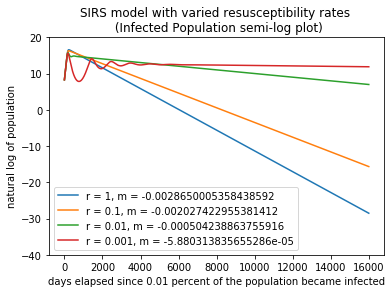 SIRS model with varied resusceptibility rates
(Infected Population semi-log plot)
20
10
0
−10
−20
−30
−40
natural log of population
r = 1, m = -0.0028650005358438592
r = 0.1, m = -0.002027422955381412
r = 0.01, m = -0.000504238863755916
r = 0.001, m = -5.880313835655286e-05
0 2000 4000 6000 8000 10000 12000 14000 16000
days elapsed since 0.01 percent of the population became infected